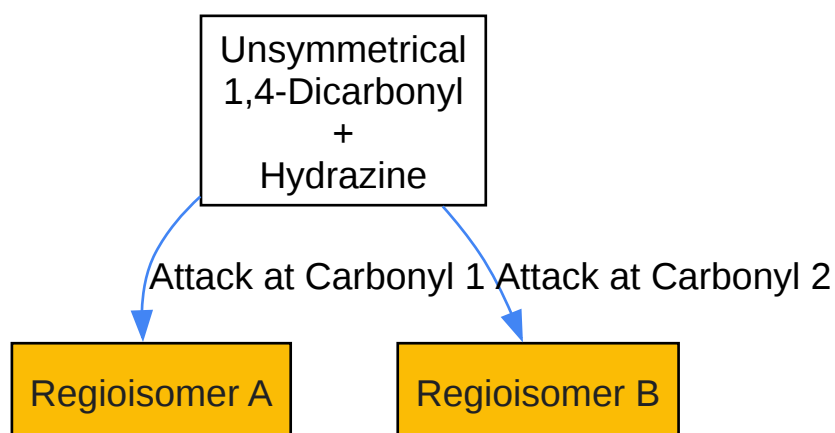 Unsymmetrical
1,4-Dicarbonyl
+
Hydrazine
Attack at Carbonyl 1
Attack at Carbonyl 2
Regioisomer A
Regioisomer B